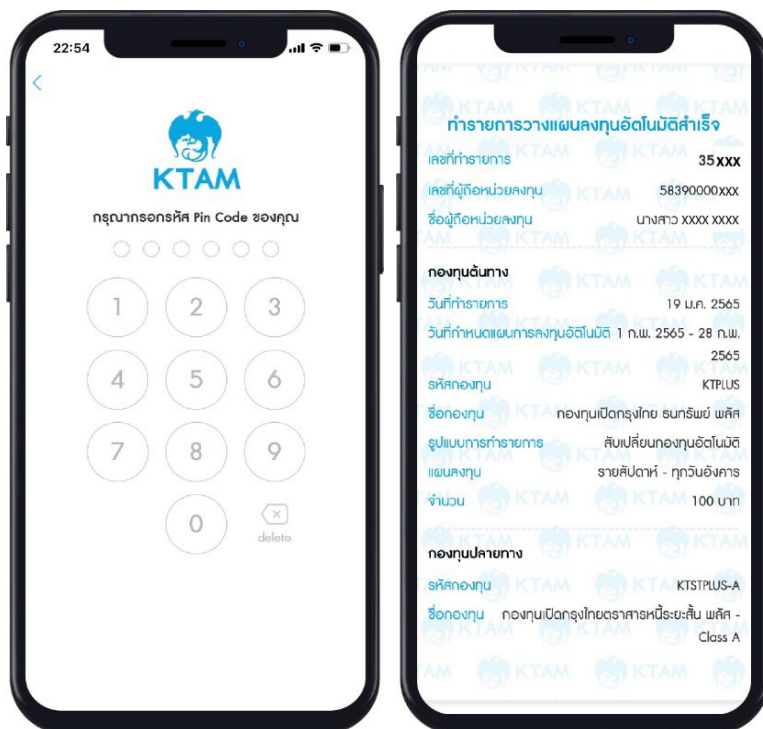 22:54
KTAM
กรุณากรอกรหัส Pin Code ของคุณ
1 2 3
4 5 6
7 8 9
0
delete
ทำรายการวางแผนลงทุนอัตโนมัติสำเร็จ
เลขที่ทำรายการ 35xxx
เลขที่ผู้ถือหน่วยลงทุน 58390000xxx
ชื่อผู้ถือหน่วยลงทุน นางสาว XXXX XXXX
กองทุนต้นทาง
วันที่ทำรายการ 19 ม.ค. 2565
วันที่กำหนดแผนการลงทุนอัตโนมัติ 1 ก.พ. 2565 - 28 ก.พ.
2565
รหัสกองทุน KTPLUS
ชื่อกองทุน กองทุนเปิดกรุงไทย ธนทรัพย์ พลัส
รูปแบบการทำรายการ สับเปลี่ยนกองทุนอัตโนมัติ
แผนลงทุน รายสัปดาห์ - ทุกวันอังคาร
จำนวน 100 บาท
กองทุนปลายทาง
รหัสกองทุน KTSTPLUS-A
ชื่อกองทุน กองทุนเปิดกรุงไทยตราสารหนี้ระยะสั้น พลัส -
Class A